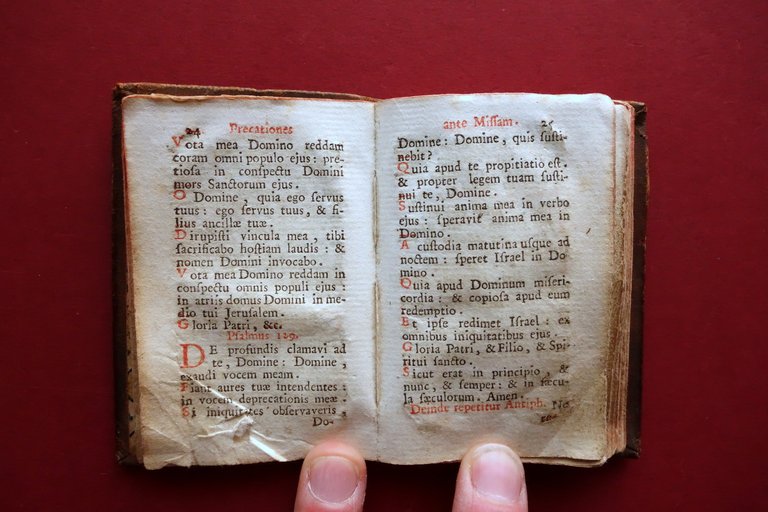 24 Precationes
Vota mea Domino reddam
coram omni populo ejus : pre-
tiosa in conſpectu Domini
mors Sanctorum ejus .
O Domine , quia ego ſervus
tuus : ego ſervus tuus , & fi-
lius ancillæ tuæ .
Dirupiſti vincula mea , tibi
ſacrificabo hoſtiam laudis : &
nomen Domini invocabo .
Vota mea Domino reddam in
conſpectu omnis populi ejus :
in atriis domus Domini in me-
dio tui Jeruſalem .
Gloria Patri , &c.
Pſalmus 129.
DE profundis clamavi ad
te , Domine : Domine ,
exaudi vocem meam .
Fiant aures tuæ intendentes :
in vocem deprecationis meæ .
Si iniquitates obſervaveris ,
Do-
ante Miſſam . 25
Domine : Domine , quis ſuſti-
nebit ?
Quia apud te propitiatio eſt .
& propter legem tuam ſuſti-
nui te , Domine .
Suſtinui anima mea in verbo
ejus : ſperavit anima mea in
Domino .
A cuſtodia matutina uſque ad
noctem : ſperet Iſrael in Do
mino .
Quia apud Dominum miſeri-
cordia : & copioſa apud eum
redemptio .
Et ipſe redimet Iſrael : ex
omnibus iniquitatibus ejus .
Gloria Patri , & Filio , & Spi-
ritui ſancto .
Sicut erat in principio , &
nunc , & ſemper : & in ſæcu-
la ſæculorum . Amen .
Deinde repetitur Antiph. Ne